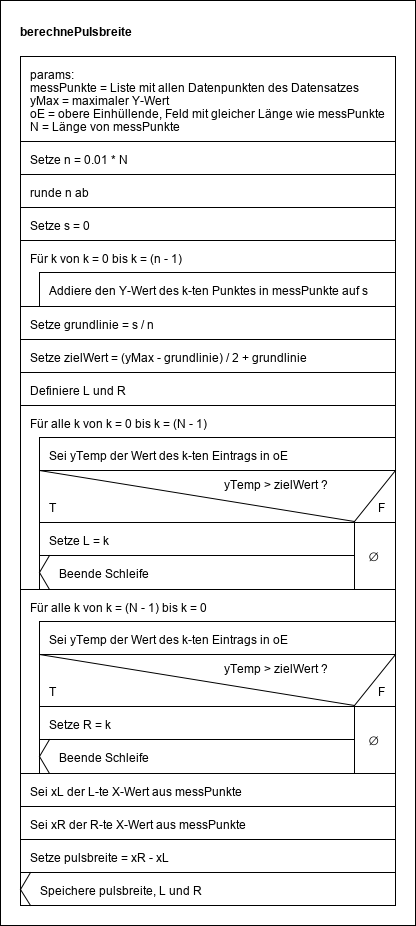 berechnePulsbreite
params:
messPunkte = Liste mit allen Datenpunkten des Datensatzes
yMax = maximaler Y-Wert
oE = obere Einhüllende, Feld mit gleicher Länge wie messPunkte
N = Länge von messPunkte
Setze n = 0.01 * N
runde n ab
Setze s = 0
Für k von k = 0 bis k = (n - 1)
Addiere den Y-Wert des k-ten Punktes in messPunkte auf s
Setze grundlinie = s / n
Setze zielWert = (yMax - grundlinie) / 2 + grundlinie
Definiere L und R
Für alle k von k = 0 bis k = (N - 1)
Sei yTemp der Wert des k-ten Eintrags in oE
yTemp > zielWert ?
T F
Setze L = k
∅
Beende Schleife
Für alle k von k = (N - 1) bis k = 0
Sei yTemp der Wert des k-ten Eintrags in oE
yTemp > zielWert ?
T F
Setze R = k
∅
Beende Schleife
Sei xL der L-te X-Wert aus messPunkte
Sei xR der R-te X-Wert aus messPunkte
Setze pulsbreite = xR - xL
Speichere pulsbreite, L und R